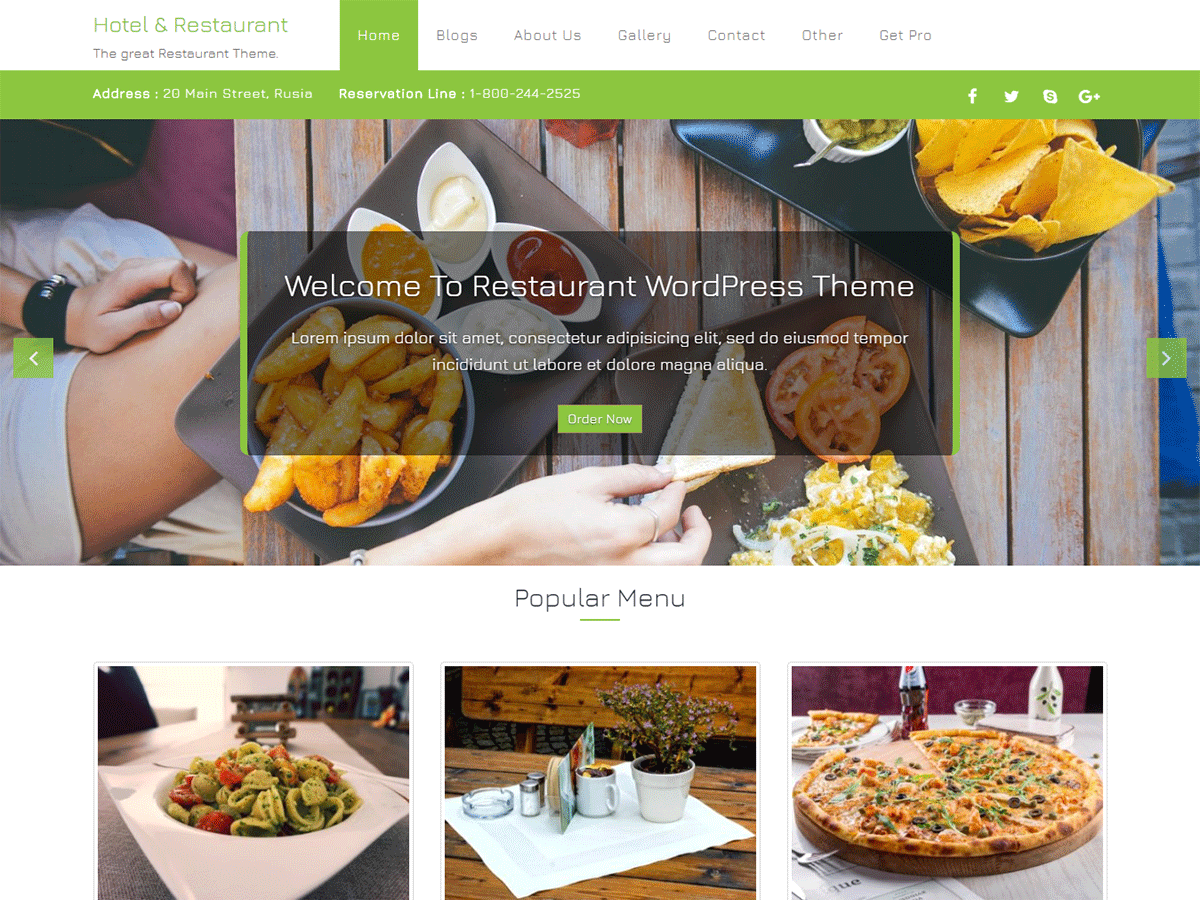 Hotel & Restaurant
The great Restaurant Theme.
Home Blogs About Us Gallery Contact Other Get Pro
Address : 20 Main Street, Rusia Reservation Line : 1-800-244-2525
Welcome To Restaurant WordPress Theme
Lorem ipsum dolor sit amet, consectetur adipisicing elit, sed do eiusmod tempor
incididunt ut labore et dolore magna aliqua.
Order Now
Popular Menu